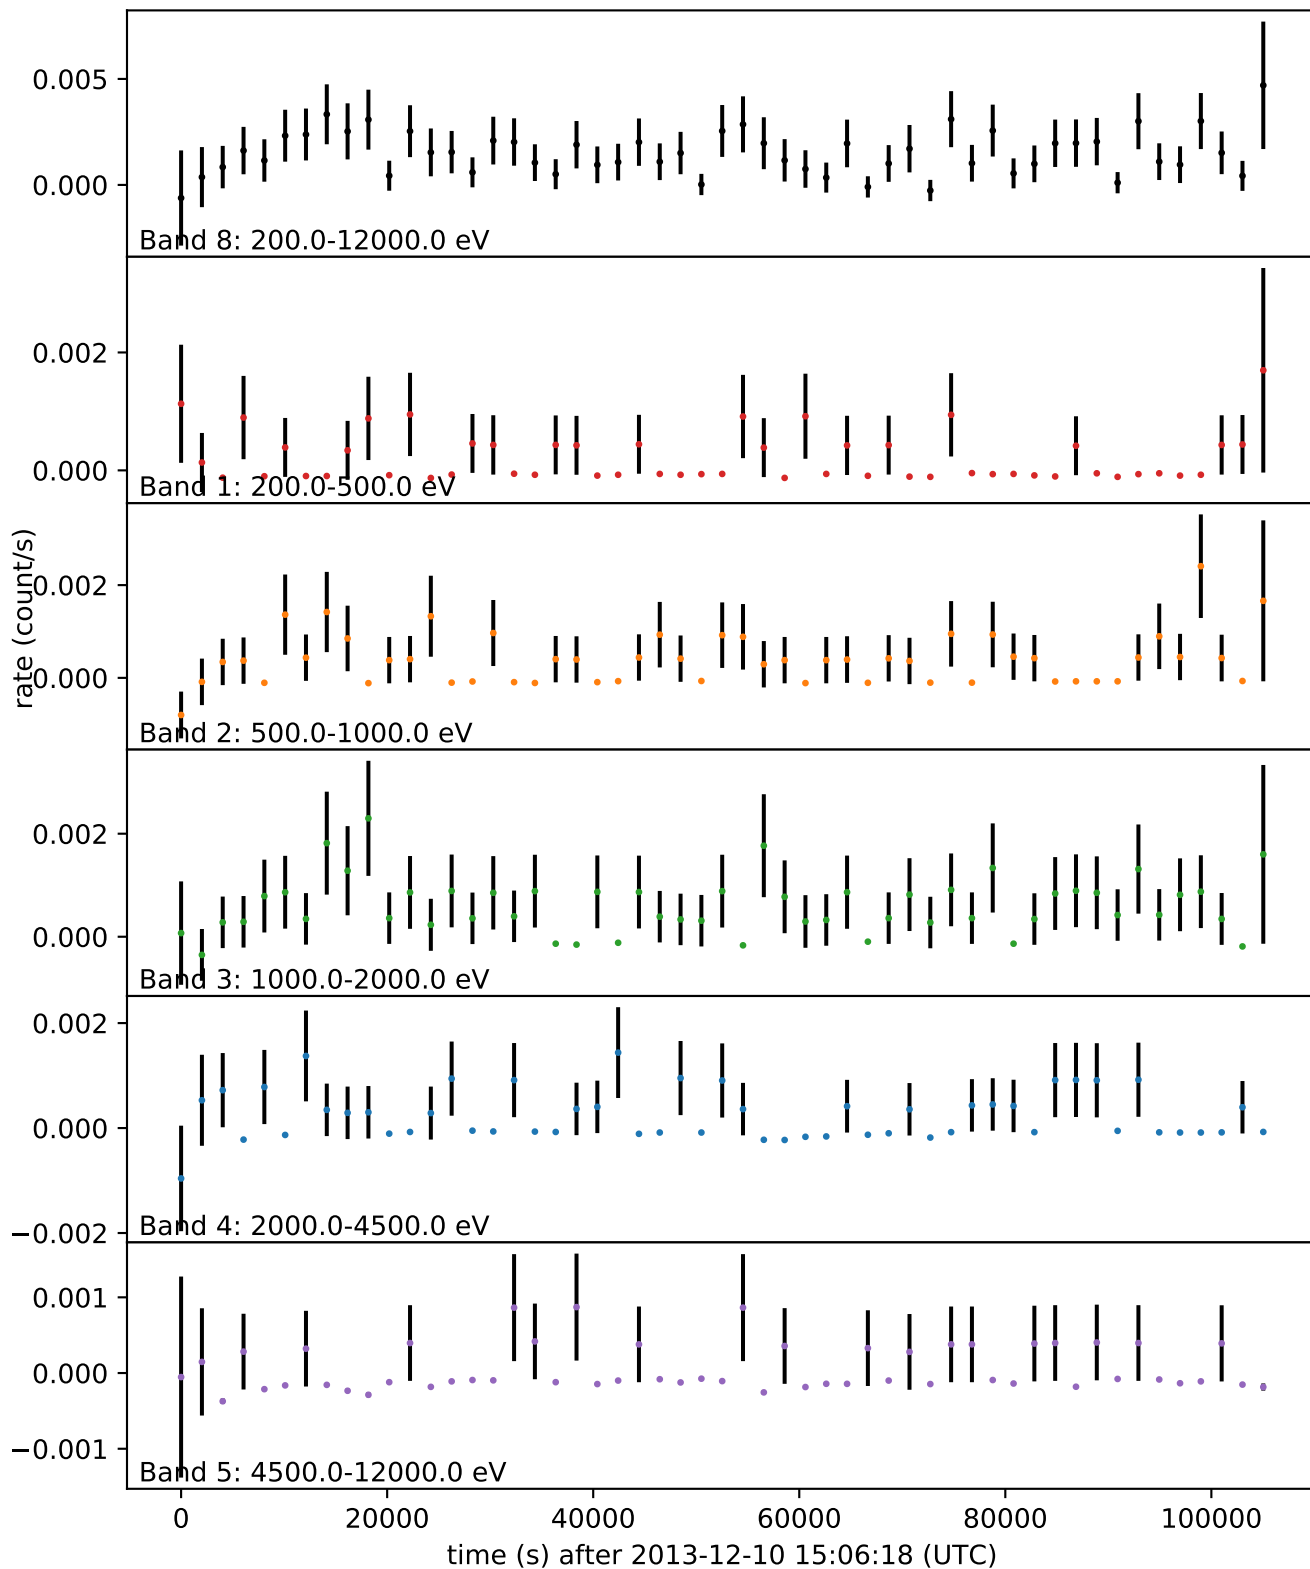 0.005
0.000
Band 8: 200.0-12000.0 eV
0.002
0.000
Band 1: 200.0-500.0 eV
rate (count/s)
0.002
0.000
Band 2: 500.0-1000.0 eV
0.002
0.000
Band 3: 1000.0-2000.0 eV
0.002
0.000
−0.002
Band 4: 2000.0-4500.0 eV
0.001
0.000
−0.001
Band 5: 4500.0-12000.0 eV
0 20000 40000 60000 80000 100000
time (s) after 2013-12-10 15:06:18 (UTC)